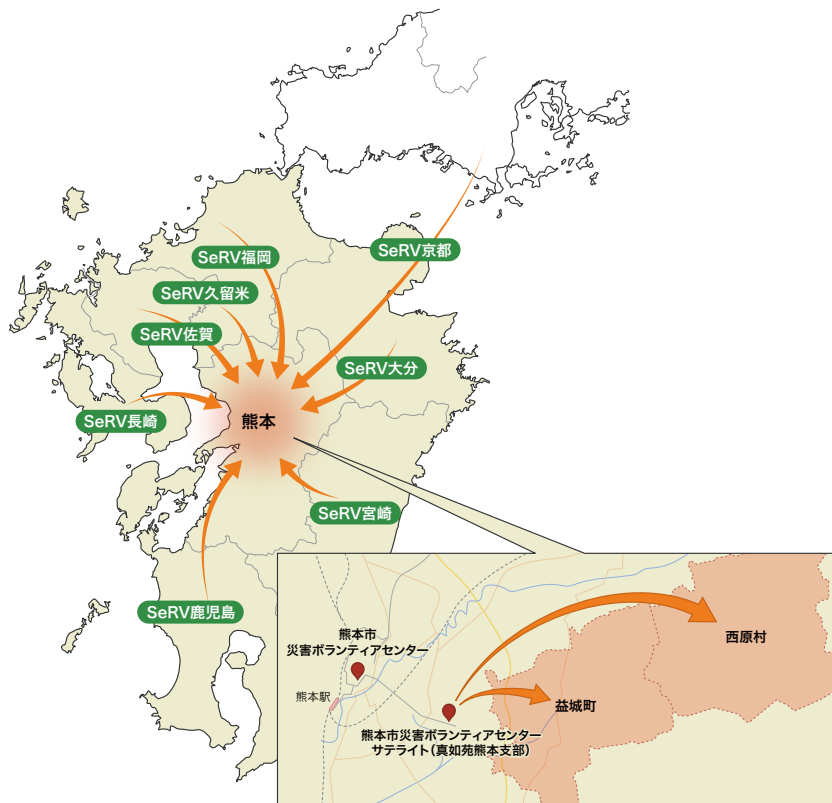 SeRV福岡
SeRV京都
SeRV久留米
SeRV佐賀
SeRV大分
SeRV長崎
熊本
SeRV宮崎
SeRV鹿児島
熊本市
災害ボランティアセンター
西原村
熊本駅
益城町
熊本市災害ボランティアセンター
サテライト（真如苑熊本支部）